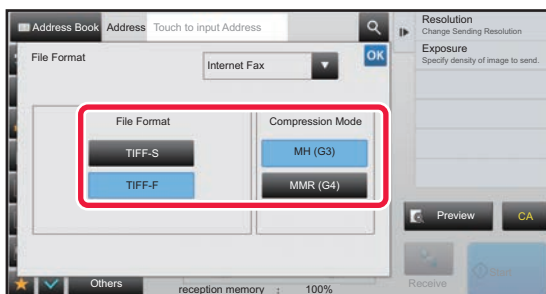 Address Book Address Touch to input Address
Resolution
Change Sending Resolution
File Format
Internet Fax
OK
Exposure
Specify density of image to send.
File Format
Compression Mode
TIFF-S
MH (G3)
TIFF-F
MMR (G4)
Preview
CA
Others
reception memory : 100%
Receive
Start